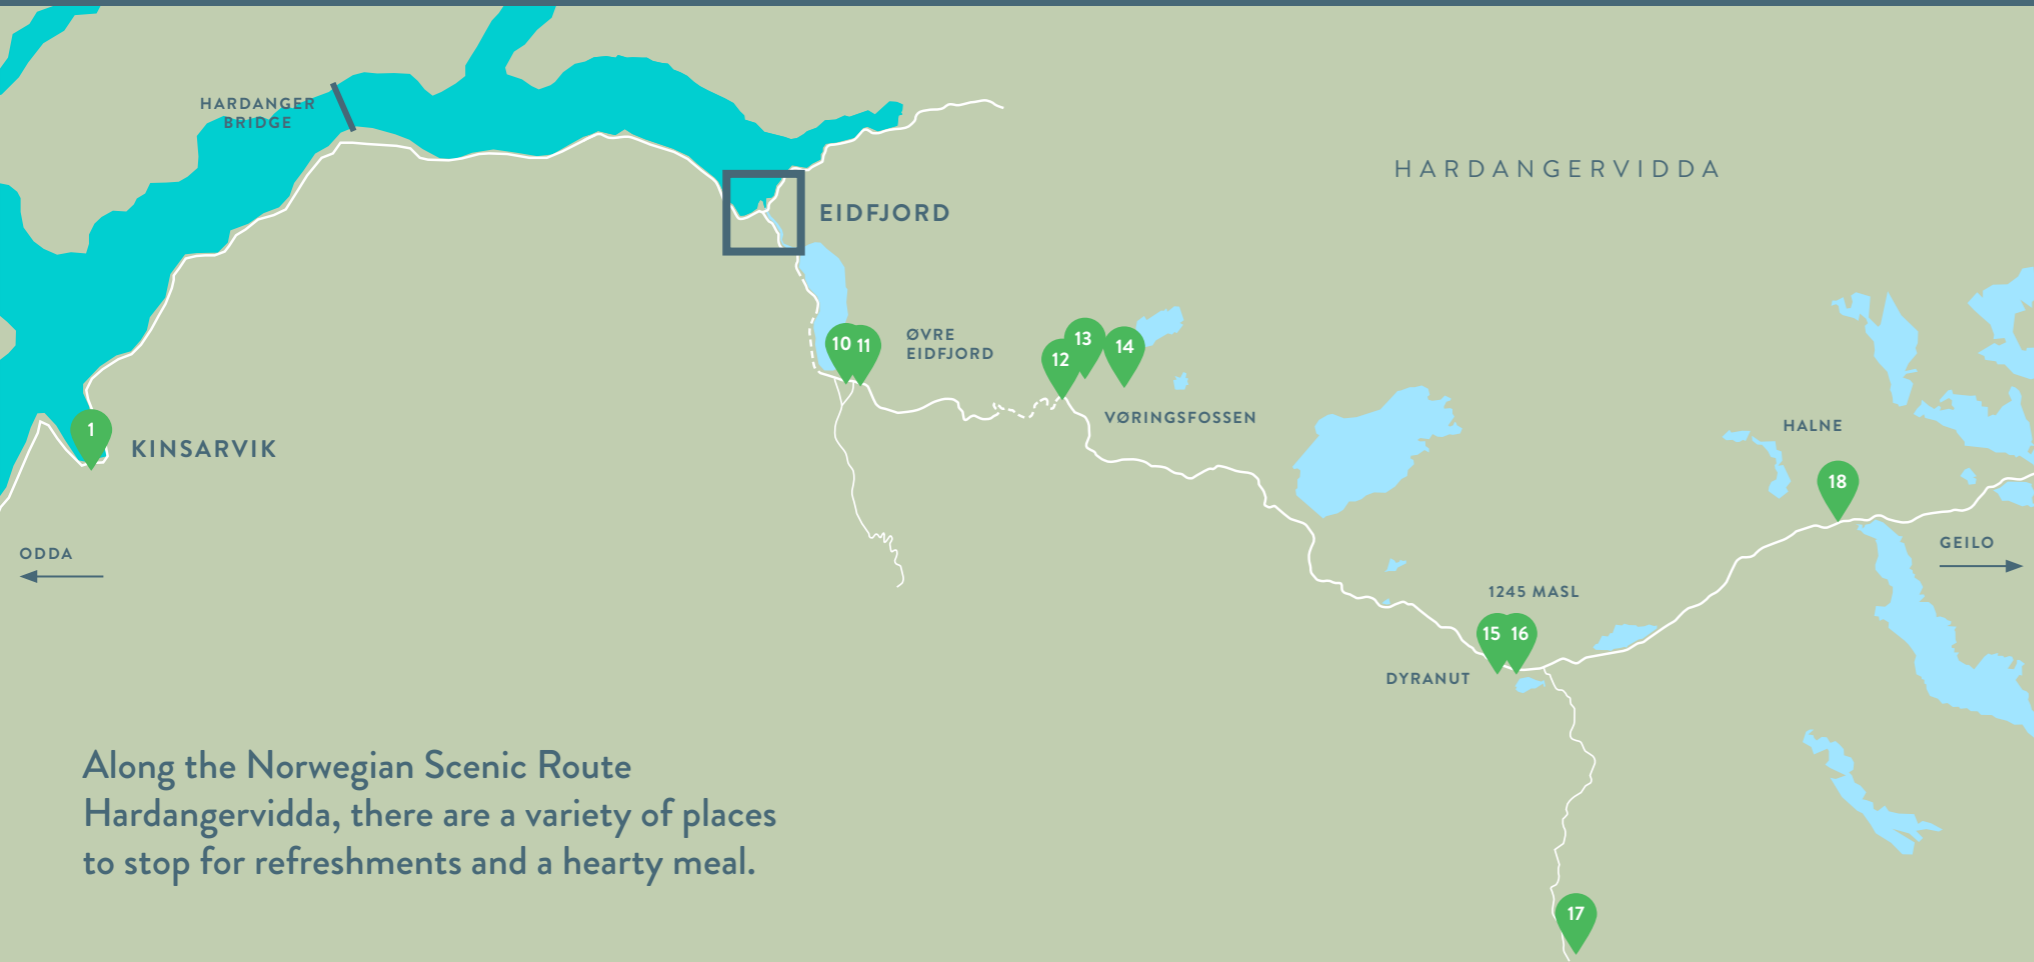 HARDANGER
BRIDGE
HARDANGERVIDDA
EIDFJORD
ØVRE
EIDFJORD
10 11
12
13
14
VØRINGSFOSSEN
1
KINSARVIK
HALNE
18
ODDA
GEILO
1245 MASL
15 16
DYRANUT
Along the Norwegian Scenic Route
Hardangervidda, there are a variety of places
to stop for refreshments and a hearty meal.
17